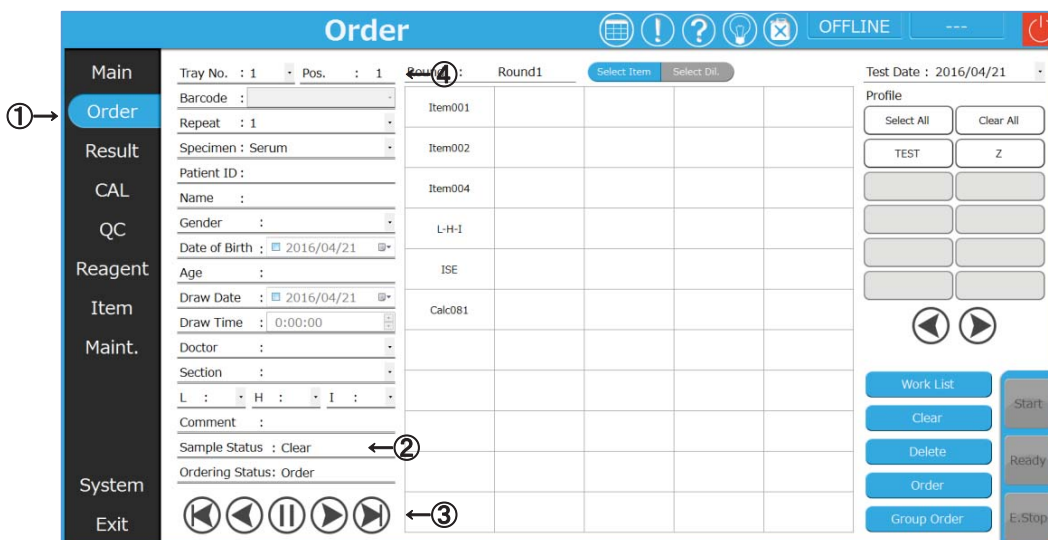 Order
OFFLINE
---
Main
① Order
Result
CAL
QC
Reagent
Item
Maint.
System
Exit
Tray No. : 1 Pos. : 1 ④
Barcode :
Repeat : 1
Specimen : Serum
Patient ID :
Name :
Gender :
Date of Birth : 2016/04/21
Age :
Draw Date : 2016/04/21
Draw Time : 0:00:00
Doctor :
Section :
L : H : I :
Comment :
Sample Status : Clear ②
Ordering Status: Order
③
Round : Round1
Select Item Select Dil.
Item001
Item002
Item004
L-H-I
ISE
Calc081
Test Date : 2016/04/21
Profile
Select All Clear All
TEST Z
Work List
Clear
Delete
Order
Group Order
Start
Ready
E.Stop